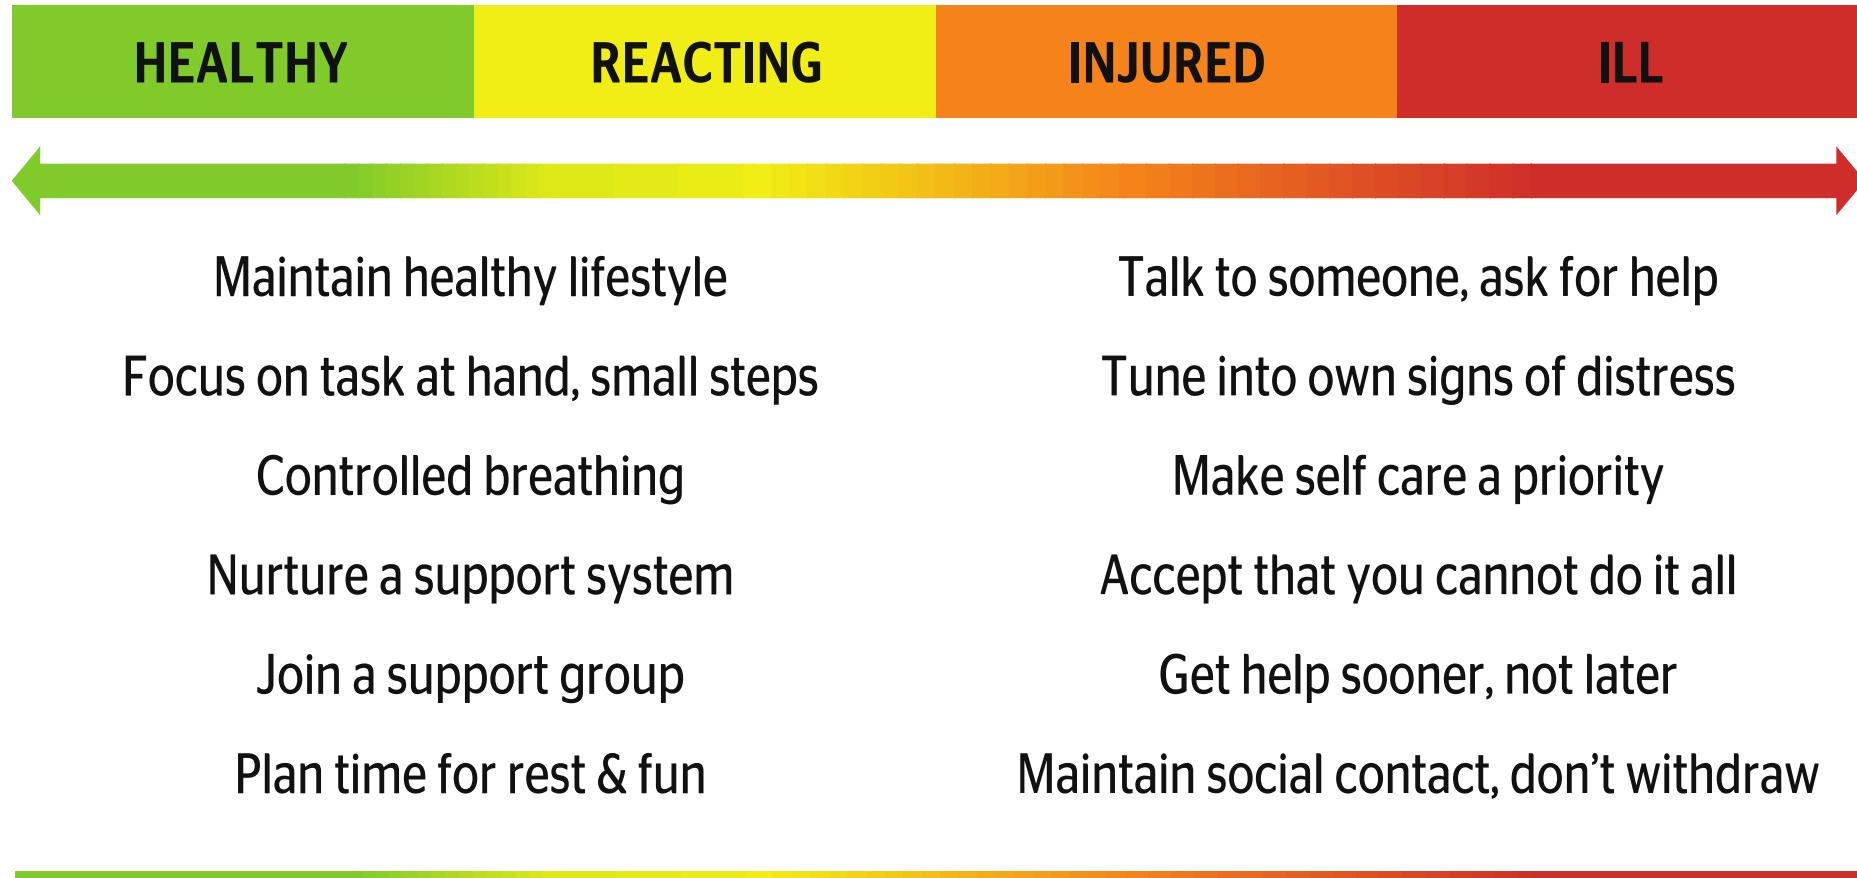 HEALTHY REACTING INJURED ILL
Maintain healthy lifestyle
Focus on task at hand, small steps
Controlled breathing
Nurture a support system
Join a support group
Plan time for rest & fun
Talk to someone, ask for help
Tune into own signs of distress
Make self care a priority
Accept that you cannot do it all
Get help sooner, not later
Maintain social contact, don’t withdraw